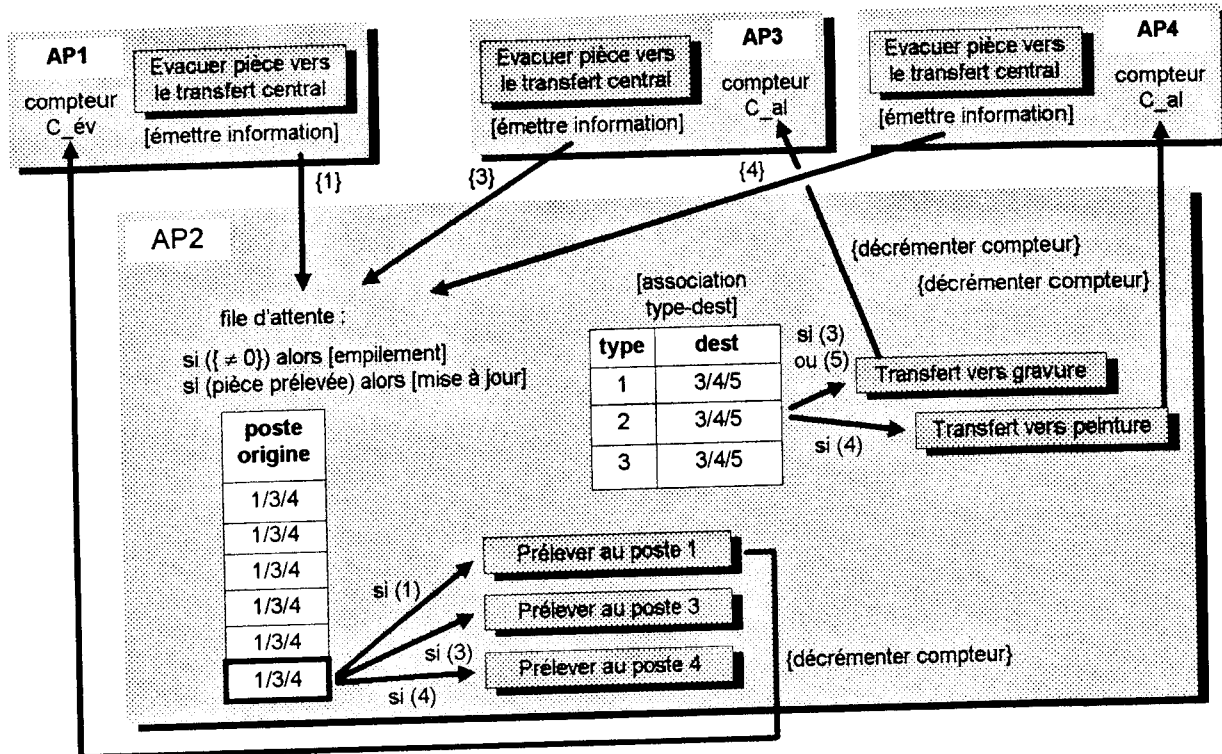 AP1
compteur
C_év
Evacuer pièce vers
le transfert central
[émettre information]
Evacuer pièce vers
le transfert central
[émettre information]
AP3
compteur
C_al
Evacuer pièce vers
le transfert central
[émettre information]
AP4
compteur
C_al
{1}
{3}
{4}
AP2
{décrémenter compteur}
{décrémenter compteur}
file d'attente :
si ({ ≠ 0}) alors [empilement]
si (pièce prélevée) alors [mise à jour]
[association
type-dest]
type dest
1 3/4/5
2 3/4/5
3 3/4/5
si (3)
ou (5)
Transfert vers gravure
si (4)
Transfert vers peinture
poste
origine
1/3/4
1/3/4
1/3/4
1/3/4
1/3/4
1/3/4
si (1)
Prélever au poste 1
si (3)
Prélever au poste 3
si (4)
Prélever au poste 4
{décrémenter compteur}